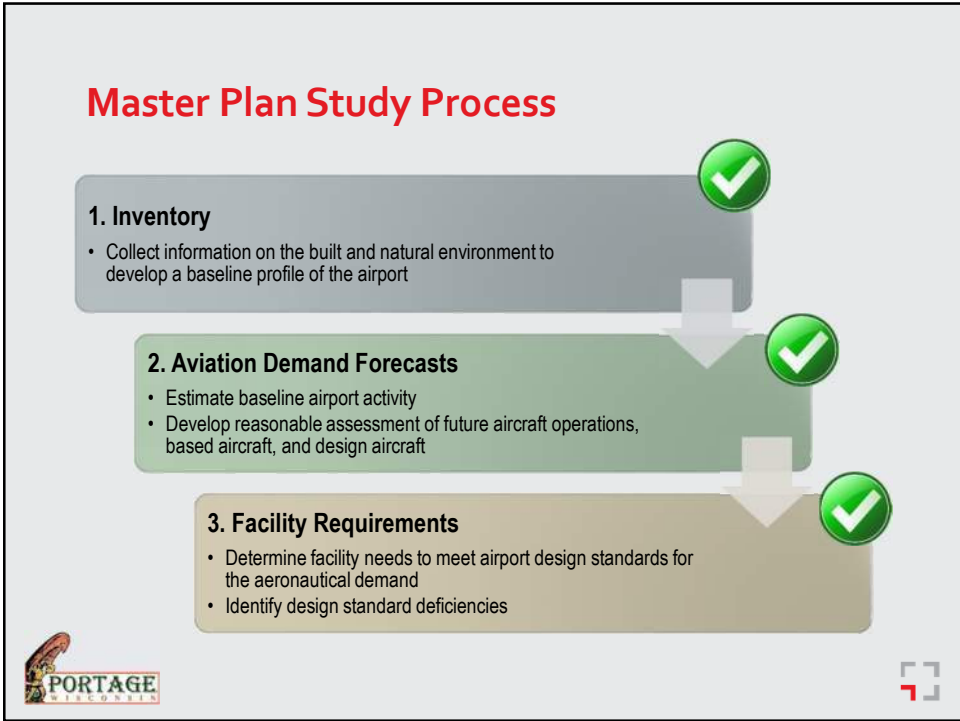 Master Plan Study Process
1. Inventory
• Collect information on the built and natural environment to
develop a baseline profile of the airport
2. Aviation Demand Forecasts
• Estimate baseline airport activity
• Develop reasonable assessment of future aircraft operations,
based aircraft, and design aircraft
3. Facility Requirements
• Determine facility needs to meet airport design standards for
the aeronautical demand
• Identify design standard deficiencies
PORTAGE
WISCONSIN